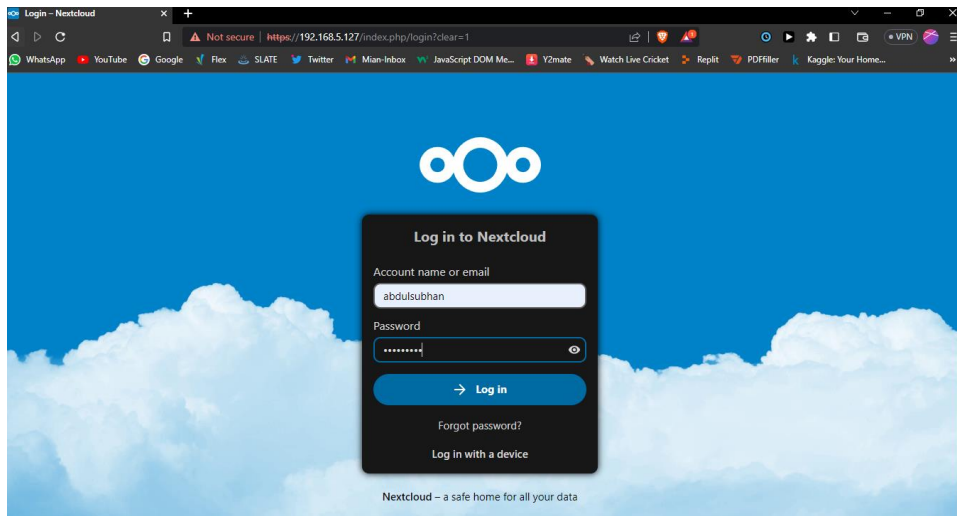 Login – Nextcloud
Not secure | https://192.168.5.127/index.php/login?clear=1
VPN
WhatsApp YouTube Google Flex SLATE Twitter Mian-Inbox JavaScript DOM Me... Y2mate Watch Live Cricket Replit PDFfiller Kaggle: Your Home... »
Log in to Nextcloud
Account name or email
abdulsubhan
Password
•••••••••
→ Log in
Forgot password?
Log in with a device
Nextcloud – a safe home for all your data